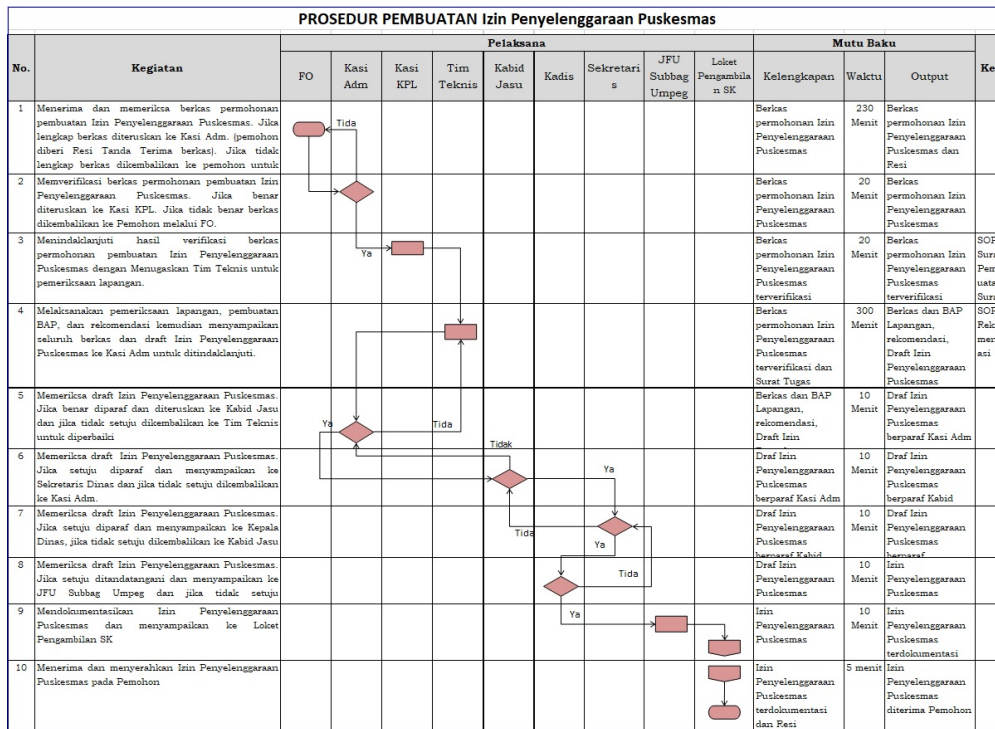 PROSEDUR PEMBUATAN Izin Penyelenggaraan Puskesmas
No.
Kegiatan
Pelaksana
Mutu Baku
Ke
FO
Kasi
Adm
Kasi
KPL
Tim
Teknis
Kabid
Jasu
Kadis
Sekretari
s
JFU
Subbag
Umpeg
Loket
Pengambila
n SK
Kelengkapan
Waktu
Output
1
Menerima dan memeriksa berkas permohonan
pembuatan Izin Penyelenggaraan Puskesmas. Jika
lengkap berkas diteruskan ke Kasi Adm. (pemohon
diberi Resi Tanda Terima berkas). Jika tidak
lengkap berkas dikembalikan ke pemohon untuk
Tida
Berkas
permohonan Izin
Penyelenggaraan
Puskesmas
230
Menit
Berkas
permohonan Izin
Penyelenggaraan
Puskesmas dan
Resi
2
Memverifikasi berkas permohonan pembuatan Izin
Penyelenggaraan Puskesmas. Jika benar
diteruskan ke Kasi KPL. Jika tidak benar berkas
dikembalikan ke Pemohon melalui FO.
Berkas
permohonan Izin
Penyelenggaraan
Puskesmas
20
Menit
Berkas
permohonan Izin
Penyelenggaraan
Puskesmas
3
Menindaklanjuti hasil verifikasi berkas
permohonan pembuatan Izin Penyelenggaraan
Puskesmas dengan Menugaskan Tim Teknis untuk
pemeriksaan lapangan.
Ya
Berkas
permohonan Izin
Penyelenggaraan
Puskesmas
terverifikasi
20
Menit
Berkas
permohonan Izin
Penyelenggaraan
Puskesmas
terverifikasi
SOP
Sura
Pem
uata
Sura
4
Melaksanakan pemeriksaan lapangan, pembuatan
BAP, dan rekomendasi kemudian menyampaikan
seluruh berkas dan draft Izin Penyelenggaraan
Puskesmas ke Kasi Adm untuk ditindaklanjuti.
Berkas
permohonan Izin
Penyelenggaraan
Puskesmas
terverifikasi dan
Surat Tugas
300
Menit
Berkas dan BAP
Lapangan,
rekomendasi,
Draft Izin
Penyelenggaraan
Puskesmas
SOP
Reko
men
asi
5
Memeriksa draft Izin Penyelenggaraan Puskesmas.
Jika benar diparaf dan diteruskan ke Kabid Jasu
dan jika tidak setuju dikembalikan ke Tim Teknis
untuk diperbaiki
Ya
Tida
Berkas dan BAP
Lapangan,
rekomendasi,
Draft Izin
10
Menit
Draf Izin
Penyelenggaraan
Puskesmas
berparaf Kasi Adm
6
Memeriksa draft Izin Penyelenggaraan Puskesmas.
Jika setuju diparaf dan menyampaikan ke
Sekretaris Dinas dan jika tidak setuju dikembalikan
ke Kasi Adm.
Tidak
Ya
Draf Izin
Penyelenggaraan
Puskesmas
berparaf Kasi Adm
10
Menit
Draf Izin
Penyelenggaraan
Puskesmas
berparaf Kabid
7
Memeriksa draft Izin Penyelenggaraan Puskesmas.
Jika setuju diparaf dan menyampaikan ke Kepala
Dinas, jika tidak setuju dikembalikan ke Kabid Jasu
Tida
Ya
Draf Izin
Penyelenggaraan
Puskesmas
berparaf Kabid
10
Menit
Draf Izin
Penyelenggaraan
Puskesmas
berparaf
8
Memeriksa draft Izin Penyelenggaraan Puskesmas.
Jika setuju ditandatangani dan menyampaikan ke
JFU Subbag Umpeg dan jika tidak setuju
Tida
Draf Izin
Penyelenggaraan
Puskesmas
10
Menit
Izin
Penyelenggaraan
Puskesmas
9
Mendokumentasikan Izin Penyelenggaraan
Puskesmas dan menyampaikan ke Loket
Pengambilan SK
Ya
Izin
Penyelenggaraan
Puskesmas
10
Menit
Izin
Penyelenggaraan
Puskesmas
terdokumentasi
10
Menerima dan menyerahkan Izin Penyelenggaraan
Puskesmas pada Pemohon
Izin
Penyelenggaraan
Puskesmas
terdokumentasi
dan Resi
5 menit
Izin
Penyelenggaraan
Puskesmas
diterima Pemohon